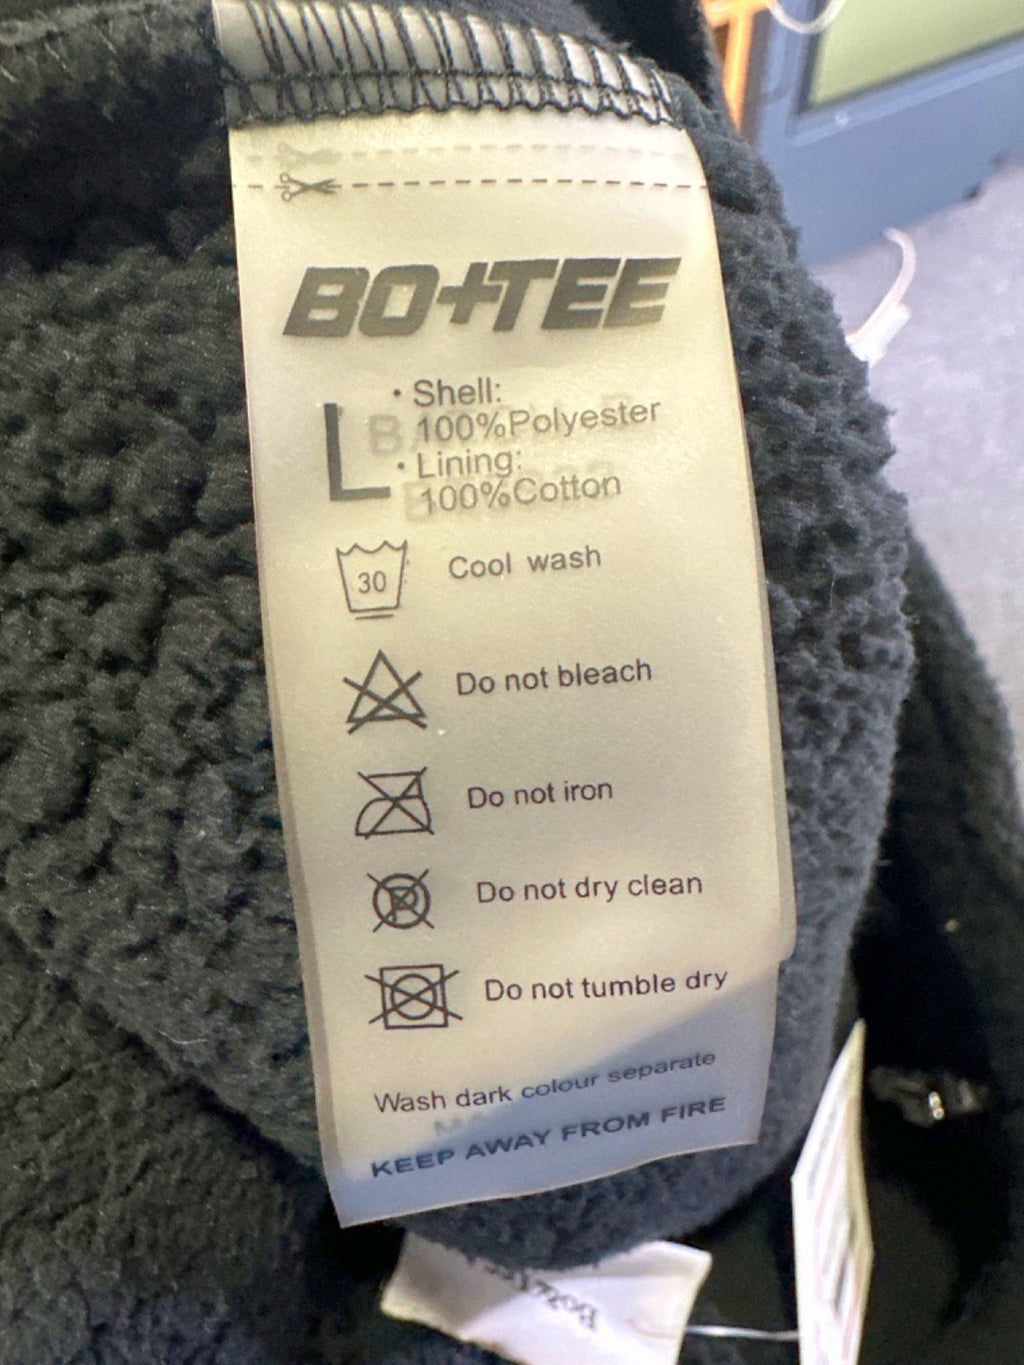 BO+TEE
L
• Shell:
100%Polyester
• Lining:
100%Cotton
30 Cool wash
Do not bleach
Do not iron
P Do not dry clean
Do not tumble dry
Wash dark colour separate
KEEP AWAY FROM FIRE